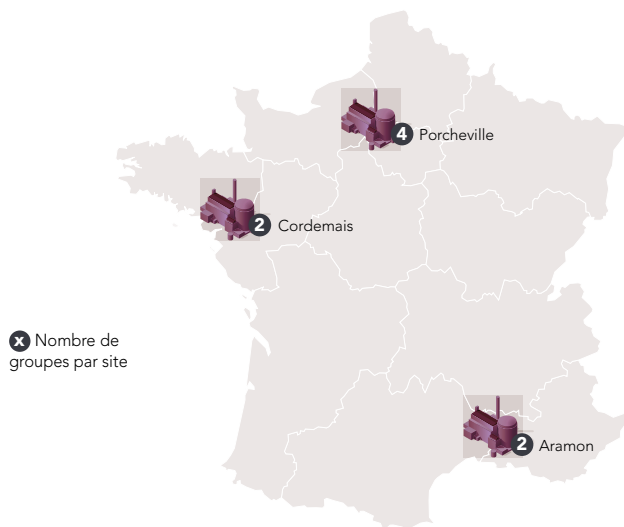 4 Porcheville
2 Cordemais
x Nombre de
groupes par site
2 Aramon